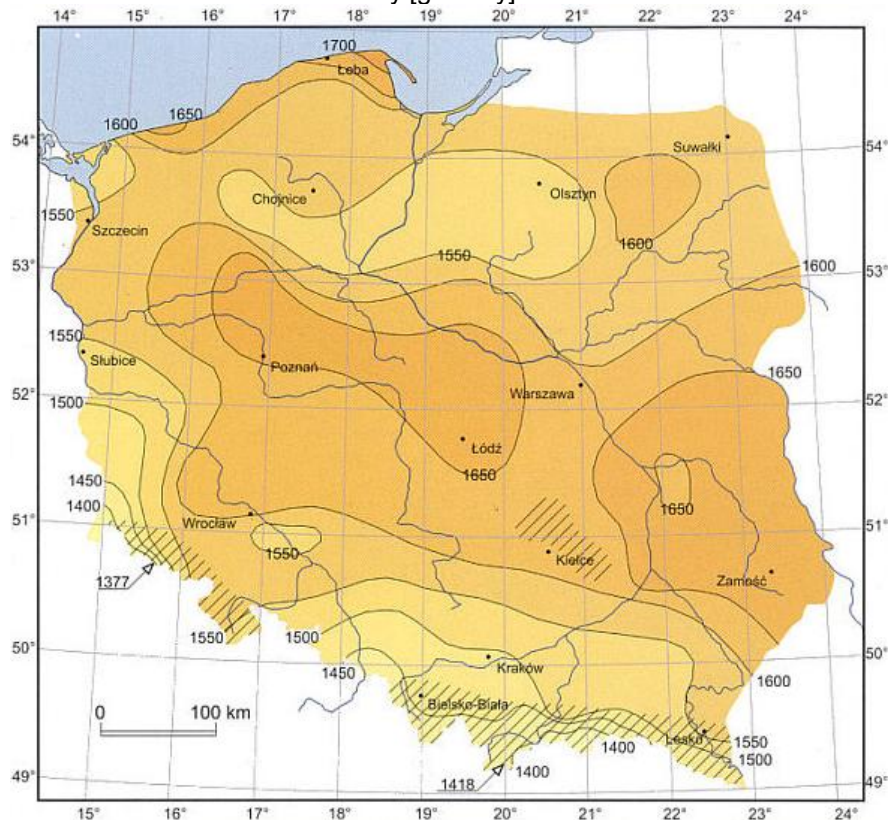 14° 15° 16° 17° 18° 19° 20° 21° 22° 23° 24°
1700
Łeba
1650
1600
54° 54°
Suwałki
Chojnice
Olsztyn
1550
Szczecin
1600
1550
53° 53°
1600
1550
Słubice
Poznań
1650
Warszawa
52° 52°
1500
Łódź
1650
1450
1650
1400
51° 51°
Wrocław
1550
Kielce
1377
Zamość
1550
1500
50° 50°
Kraków
1450
1600
Bielsko-Biała
0 100 km
Lesko
1550
1400
1500
1400
1418
49° 49°
15° 16° 17° 18° 19° 20° 21° 22° 23° 24°